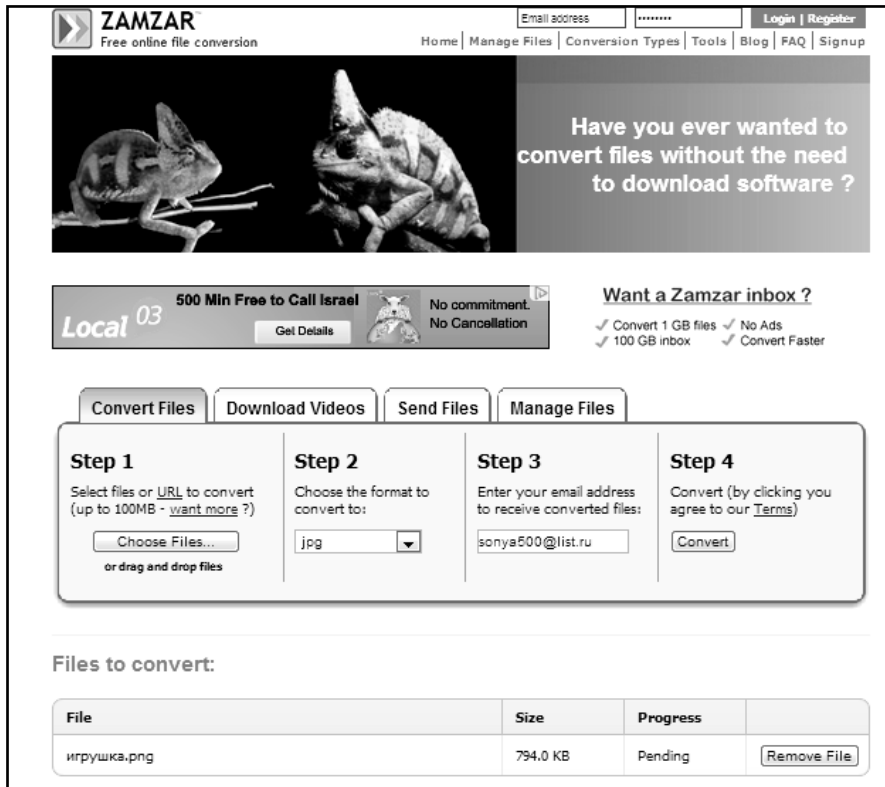 ZAMZAR™
Free online file conversion
Email address ········ Login | Register
Home | Manage Files | Conversion Types | Tools | Blog | FAQ | Signup
Have you ever wanted to
convert files without the need
to download software ?
Local 03
500 Min Free to Call Israel
Get Details
No commitment.
No Cancellation
Want a Zamzar inbox ?
Convert 1 GB files No Ads
100 GB inbox Convert Faster
Convert Files Download Videos Send Files Manage Files
Step 1
Select files or URL to convert
(up to 100MB - want more ?)
Choose Files...
or drag and drop files
Step 2
Choose the format to
convert to:
jpg
Step 3
Enter your email address
to receive converted files:
sonya500@list.ru
Step 4
Convert (by clicking you
agree to our Terms)
Convert
Files to convert:
File Size Progress
игрушка.png 794.0 KB Pending Remove File